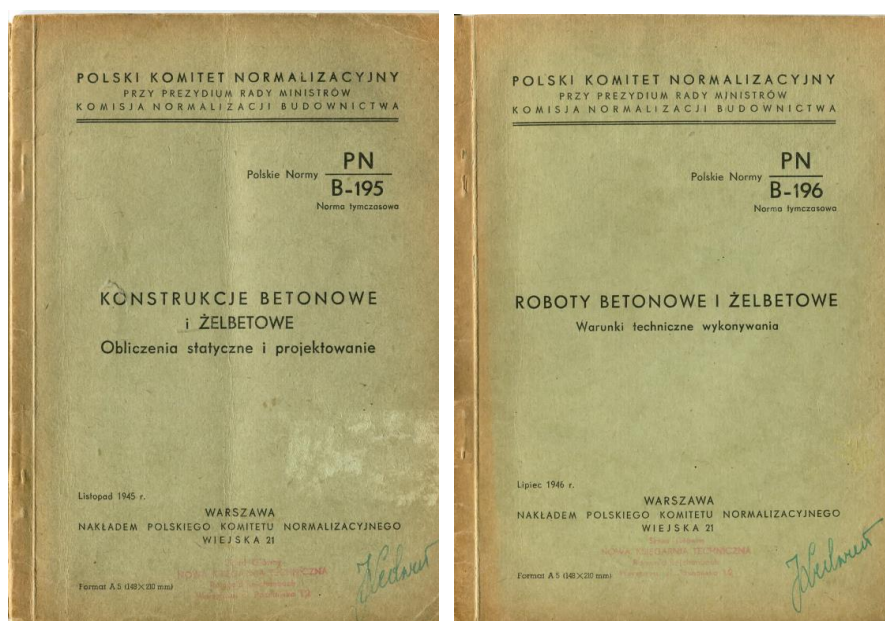 POLSKI KOMITET NORMALIZACYJNY
PRZY PREZYDIUM RADY MINISTRÓW
KOMISJA NORMALIZACJI BUDOWNICTWA
Polskie Normy PN
B-195
Norma tymczasowa
KONSTRUKCJE BETONOWE
i ŻELBETOWE
Obliczenia statyczne i projektowanie
Listopad 1945 r.
WARSZAWA
NAKŁADEM POLSKIEGO KOMITETU NORMALIZACYJNEGO
WIEJSKA 21
Format A 5 (148×210 mm)
POLSKI KOMITET NORMALIZACYJNY
PRZY PREZYDIUM RADY MINISTRÓW
KOMISJA NORMALIZACJI BUDOWNICTWA
Polskie Normy PN
B-196
Norma tymczasowa
ROBOTY BETONOWE I ŻELBETOWE
Warunki techniczne wykonywania
Lipiec 1946 r.
WARSZAWA
NAKŁADEM POLSKIEGO KOMITETU NORMALIZACYJNEGO
WIEJSKA 21
NOWA KSIĘGARNIA TECHNICZNA
Format A 5 (148×210 mm)